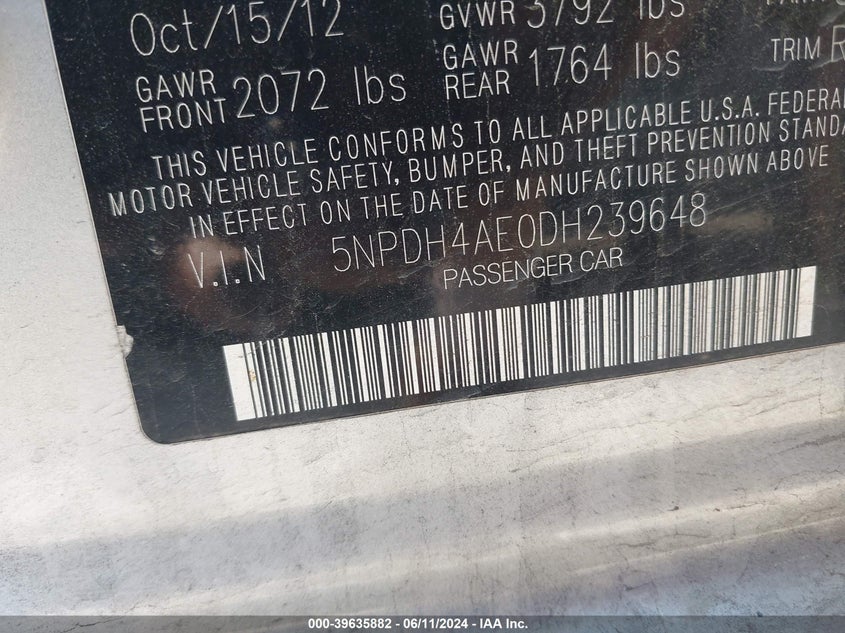 Oct/15/12 GVWR 3792 lbs
GAWR FRONT 2072 lbs GAWR REAR 1764 lbs TRIM
THIS VEHICLE CONFORMS TO ALL APPLICABLE U.S.A. FEDERAL
MOTOR VEHICLE SAFETY, BUMPER, AND THEFT PREVENTION STANDA
IN EFFECT ON THE DATE OF MANUFACTURE SHOWN ABOVE
V.I.N 5NPDH4AE0DH239648
PASSENGER CAR
000-39635882 - 06/11/2024 - IAA Inc.